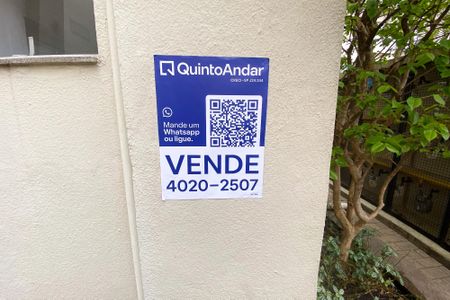 QuintoAndar
Mande um
Whatsapp
ou ligue.
VENDE
4020-2507